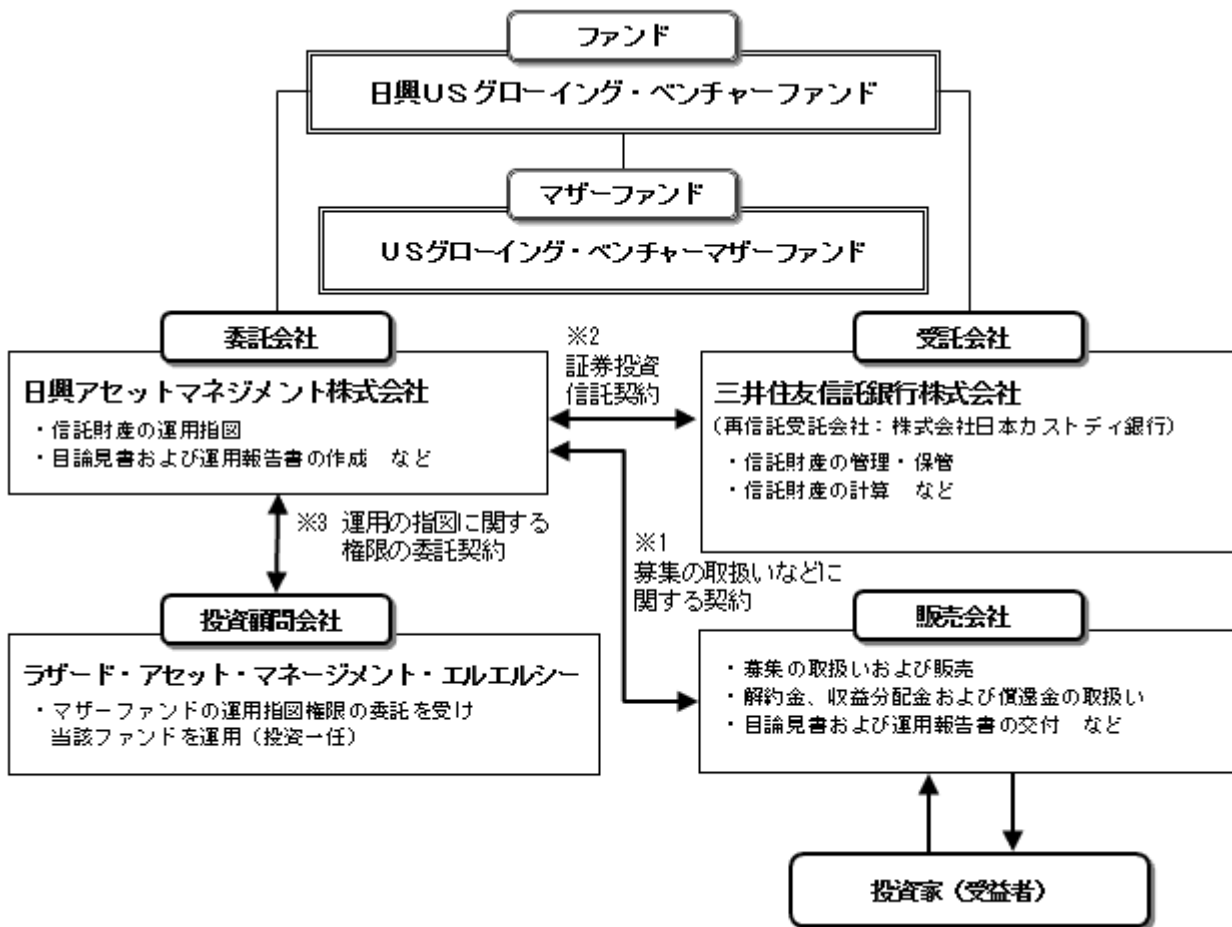 ファンド
日興USグローイング・ベンチャーファンド
マザーファンド
USグローイング・ベンチャーマザーファンド
委託会社
日興アセットマネジメント株式会社
・信託財産の運用指図
・目論見書および運用報告書の作成　など
※2
証券投資
信託契約
受託会社
三井住友信託銀行株式会社
(再信託受託会社：株式会社日本カストディ銀行)
・信託財産の管理・保管
・信託財産の計算　など
※3 運用の指図に関する
権限の委託契約
※1
募集の取扱いなどに
関する契約
投資顧問会社
ラザード・アセット・マネージメント・エルエルシー
・マザーファンドの運用指図権限の委託を受け
当該ファンドを運用（投資一任）
販売会社
・募集の取扱いおよび販売
・解約金、収益分配金および償還金の取扱い
・目論見書および運用報告書の交付　など
投資家（受益者）